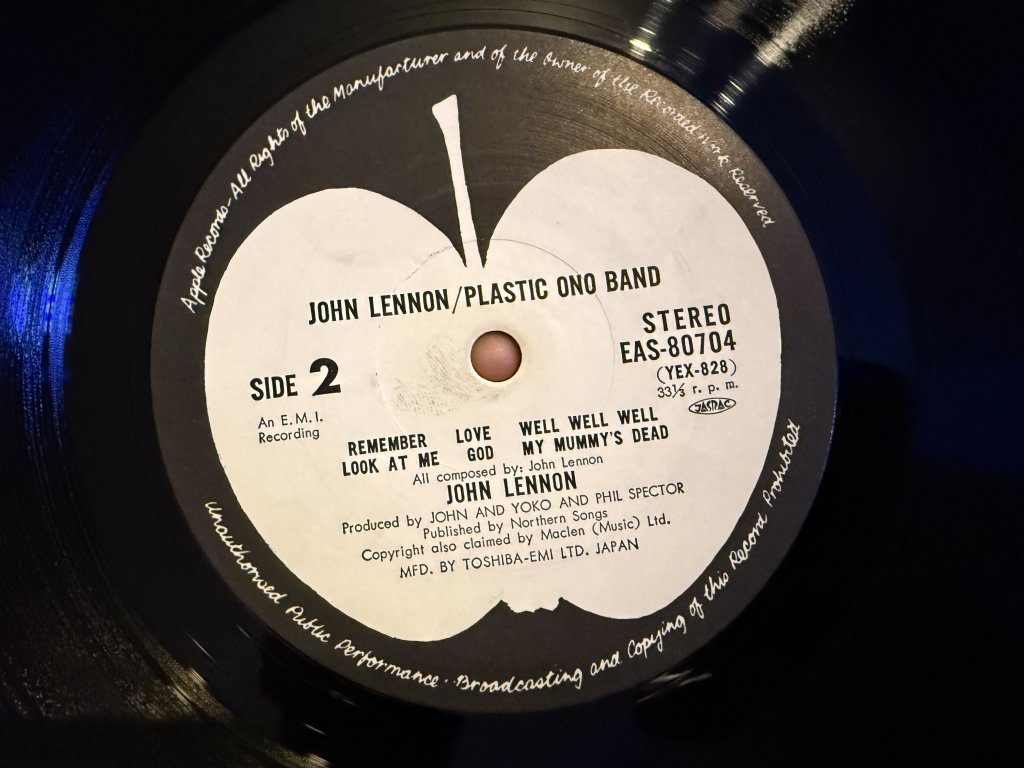 Apple Records-All Rights of the Manufacturer and of the Owner of the Recorded Work Reserved
JOHN LENNON/PLASTIC ONO BAND
STEREO
EAS-80704
(YEX-828)
33⅓ r. p. m.
JASRAC
SIDE 2
An E.M.I.
Recording
REMEMBER LOVE WELL WELL WELL
LOOK AT ME GOD MY MUMMY'S DEAD
All composed by: John Lennon
JOHN LENNON
Produced by JOHN AND YOKO AND PHIL SPECTOR
Published by Northern Songs
Copyright also claimed by Maclen (Music) Ltd.
MFD. BY TOSHIBA-EMI LTD. JAPAN
Unauthorised Public Performance · Broadcasting and Copying of this Record Prohibited